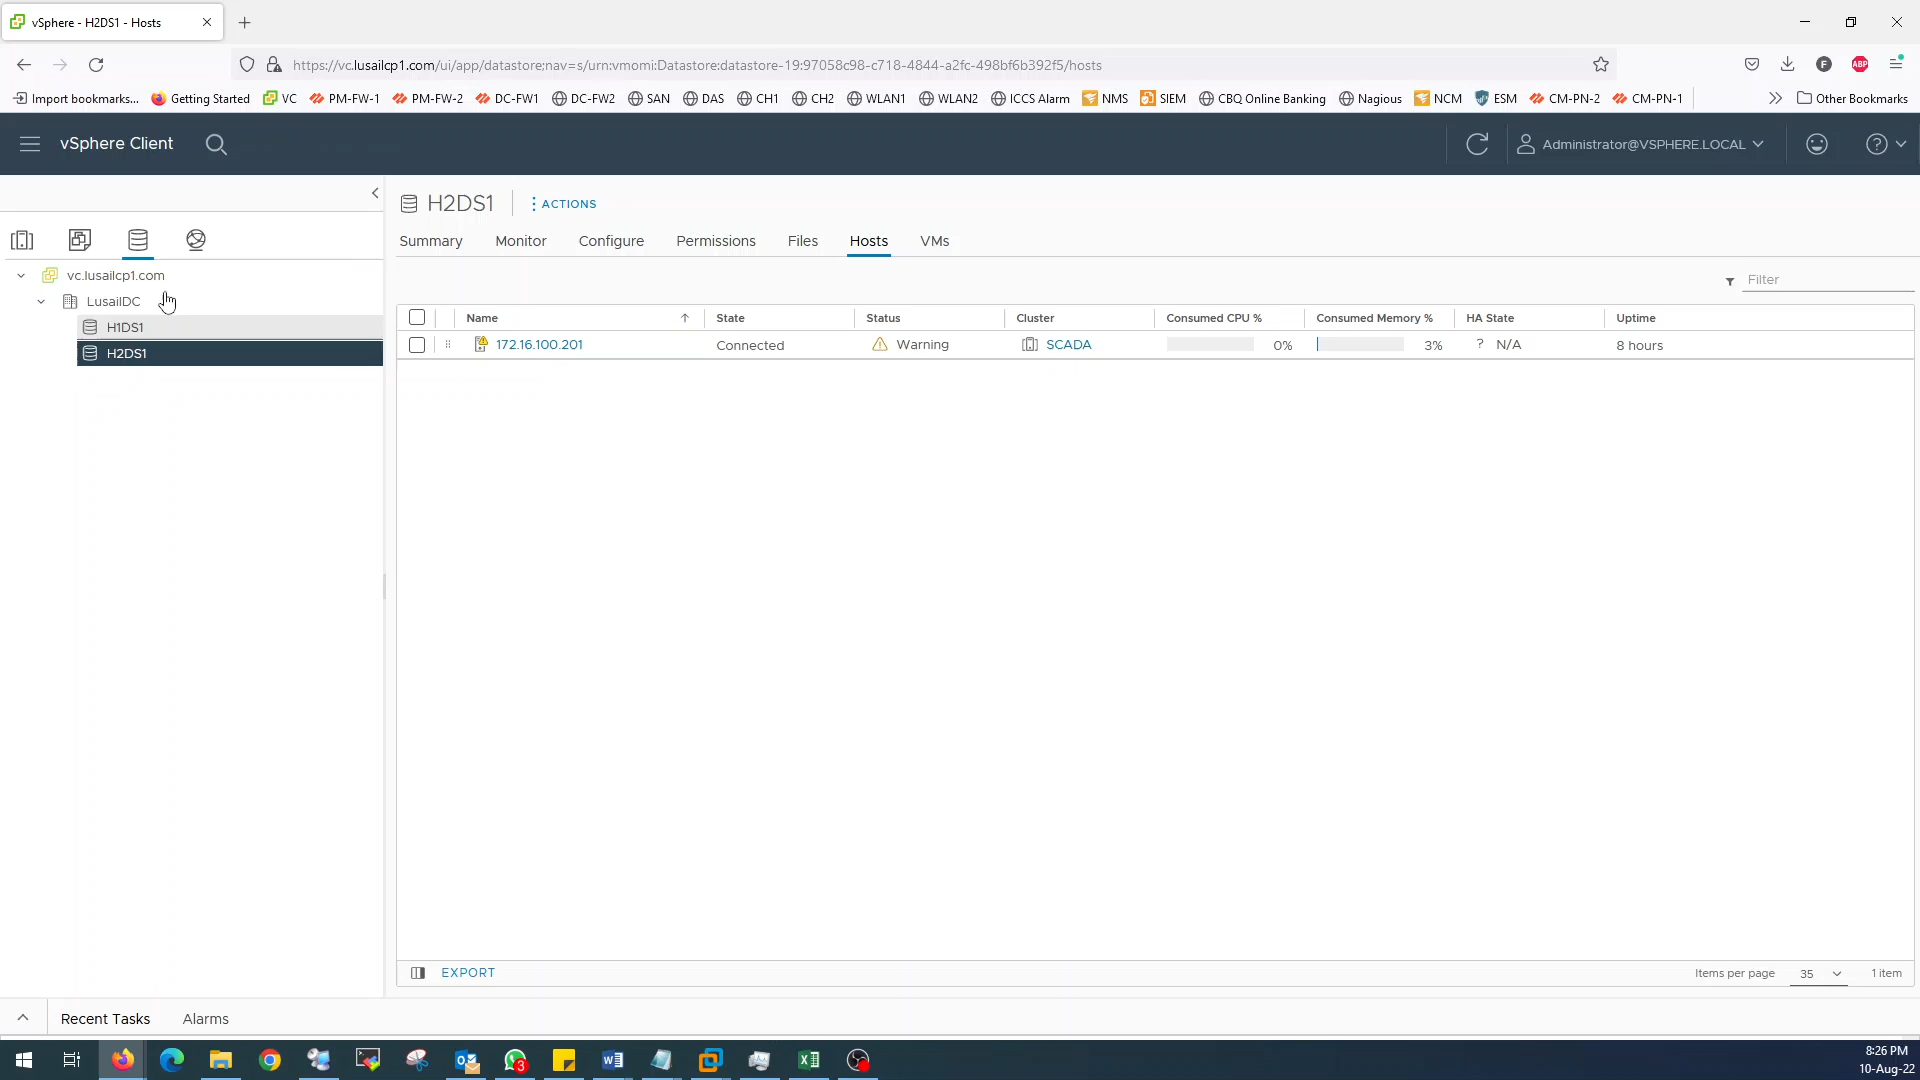 vSphere - H2DS1 - Hosts
https://vc.lusailcp1.com/ui/app/datastore;nav=s/urn:vmomi:Datastore:datastore-19:97058c98-c718-4844-a2fc-498bf6b392f5/hosts
F
ABP
Import bookmarks... Getting Started VC PM-FW-1 PM-FW-2 DC-FW1 DC-FW2 SAN DAS CH1 CH2 WLAN1 WLAN2 ICCS Alarm NMS SIEM CBQ Online Banking Nagious NCM ESM CM-PN-2 CM-PN-1 Other Bookmarks
vSphere Client
Administrator@VSPHERE.LOCAL
?
H2DS1
ACTIONS
Summary Monitor Configure Permissions Files Hosts VMs
vc.lusailcp1.com
LusailDC
H1DS1
H2DS1
Filter
Name State Status Cluster Consumed CPU % Consumed Memory % HA State Uptime
172.16.100.201 Connected Warning SCADA 0% 3% ? N/A 8 hours
EXPORT
Items per page 35 1 item
Recent Tasks Alarms
3
8:26 PM
10-Aug-22